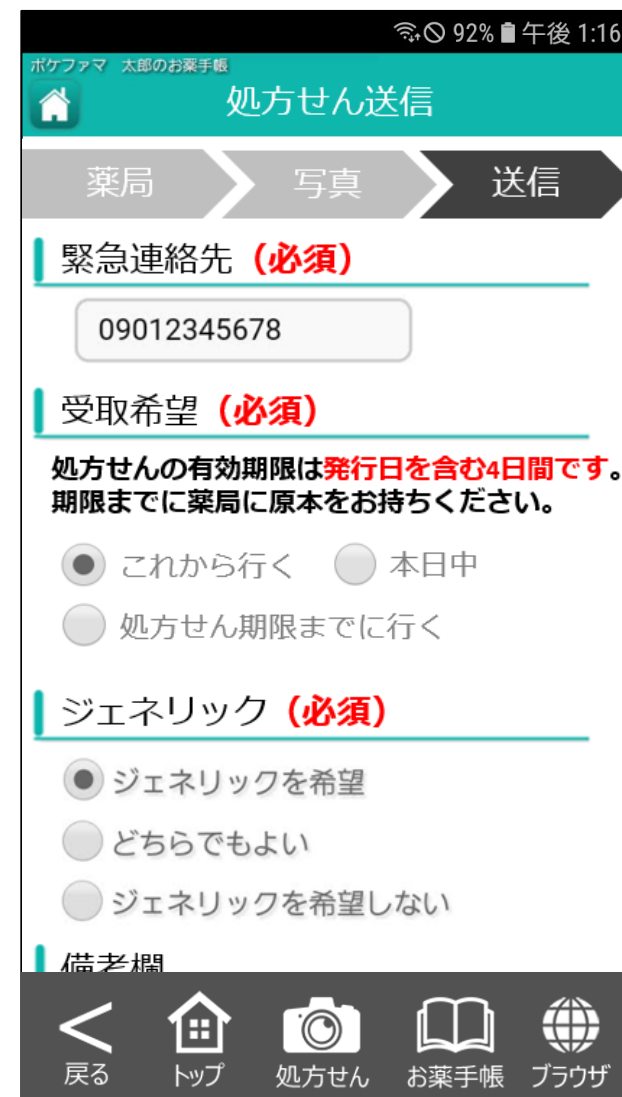 92% 午後 1:16
ポケファマ 太郎のお薬手帳
処方せん送信
薬局 写真 送信
緊急連絡先（必須）
09012345678
受取希望（必須）
処方せんの有効期限は発行日を含む4日間です。
期限までに薬局に原本をお持ちください。
これから行く 本日中
処方せん期限までに行く
ジェネリック（必須）
ジェネリックを希望
どちらでもよい
ジェネリックを希望しない
備考欄
戻る トップ 処方せん お薬手帳 ブラウザ